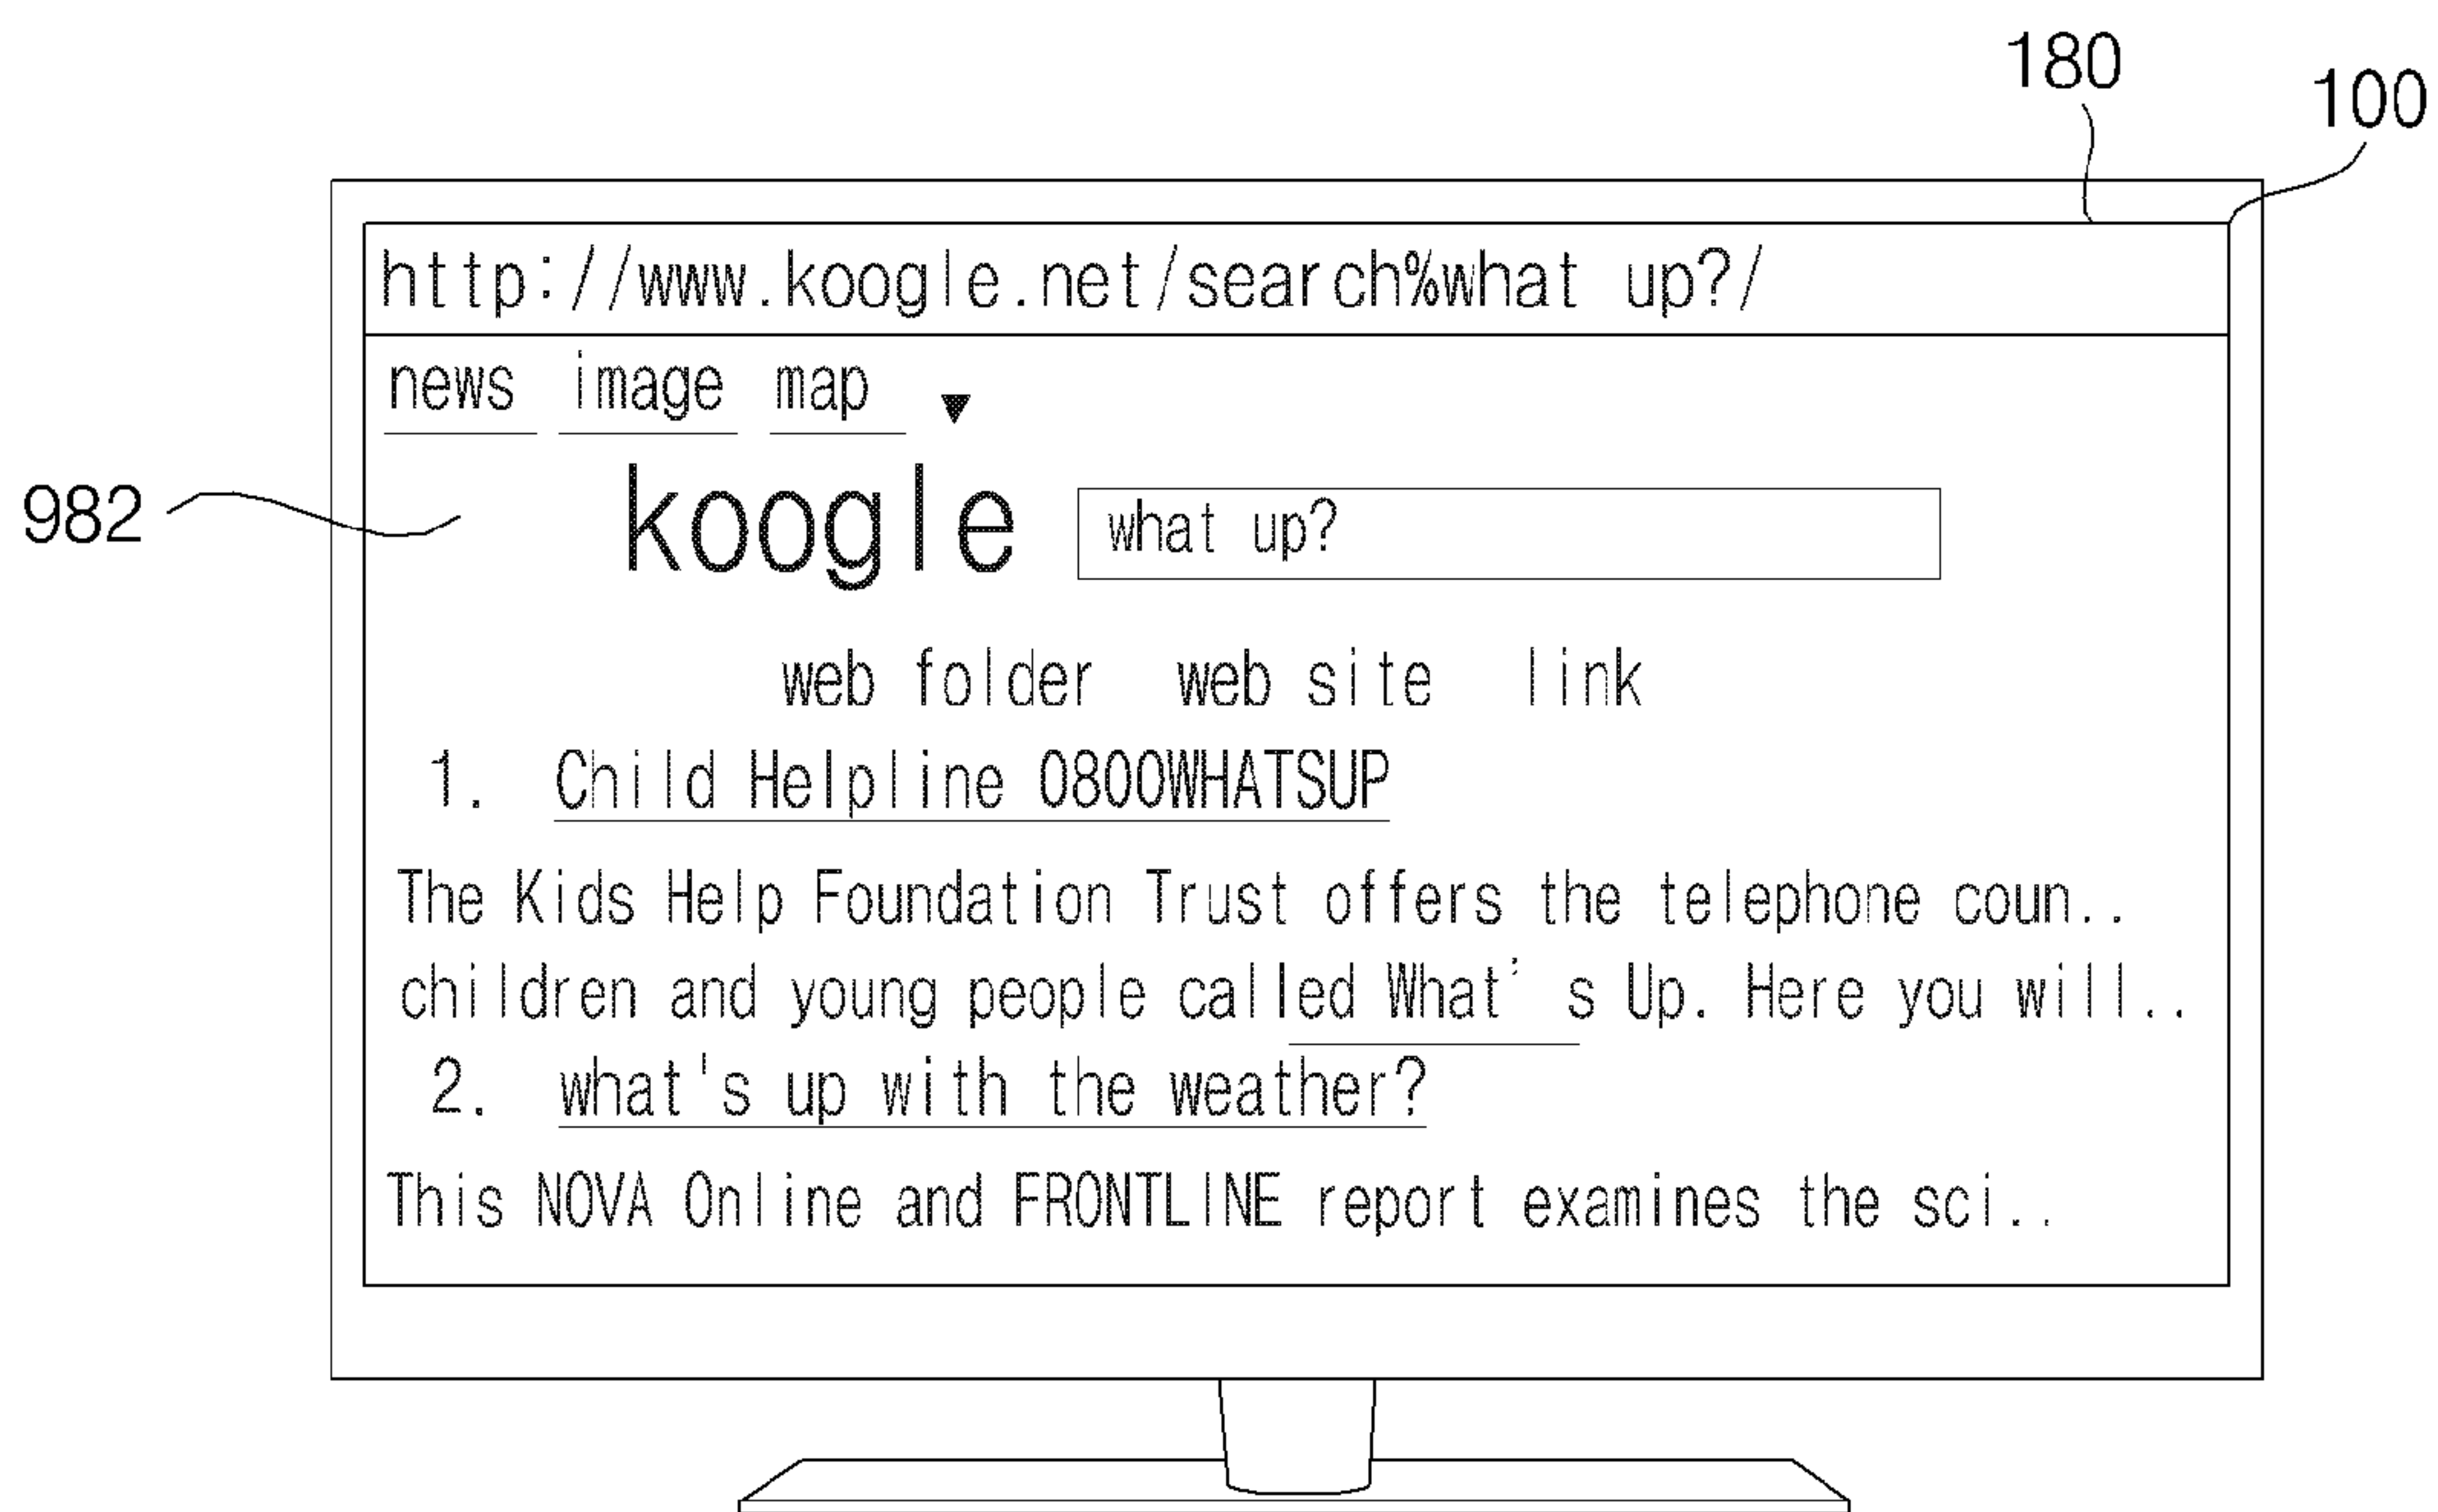 180
100
http://www.koogle.net/search%what up?/
news image map ▼
982
koogle what up?
web folder web site link
1. Child Helpline 0800WHATSUP
The Kids Help Foundation Trust offers the telephone coun..
children and young people called What's Up. Here you will..
2. what's up with the weather?
This NOVA Online and FRONTLINE report examines the sci..